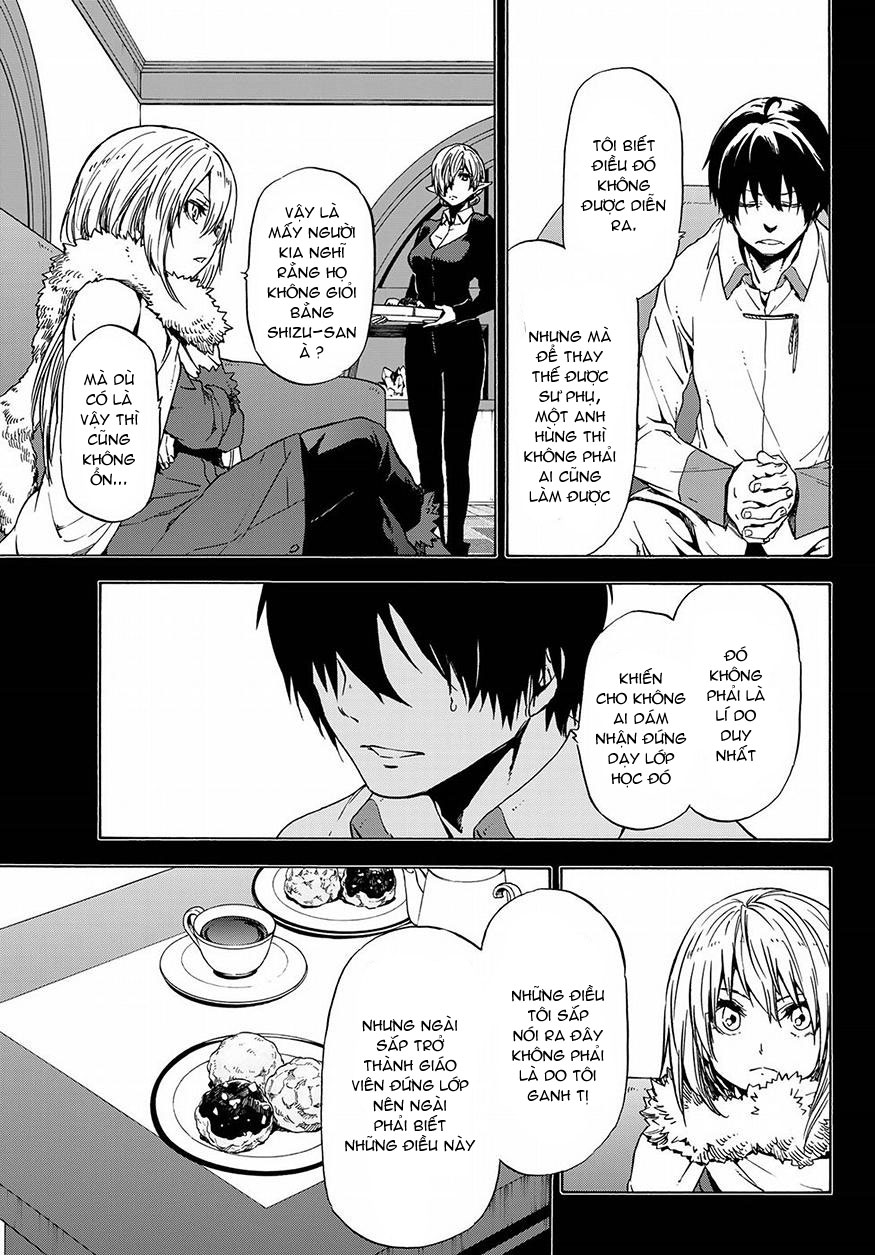 TÔI BIẾT
ĐIỀU ĐÓ
KHÔNG
ĐƯỢC DIỄN
RA,
NHƯNG MÀ
ĐỂ THAY
THẾ ĐƯỢC
SƯ PHỤ,
MỘT ANH
HÙNG THÌ
KHÔNG PHẢI
AI CŨNG
LÀM ĐƯỢC
VẬY LÀ
MẤY NGƯỜI
KIA NGHĨ
RẰNG HỌ
KHÔNG GIỎI
BẰNG
SHIZU-SAN
À ?
MÀ DÙ
CÓ LÀ
VẬY THÌ
CŨNG
KHÔNG
ỔN...
ĐÓ
KHÔNG
PHẢI LÀ
LÍ DO
DUY
NHẤT
KHIẾN
CHO KHÔNG
AI DÁM
NHẬN ĐỨNG
DẠY LỚP
HỌC ĐÓ
NHỮNG ĐIỀU
TÔI SẮP
NÓI RA ĐÂY
KHÔNG PHẢI
LÀ DO TÔI
GANH TỊ
NHƯNG NGÀI
SẮP TRỞ
THÀNH GIÁO
VIÊN ĐỨNG LỚP
NÊN NGÀI
PHẢI BIẾT
NHỮNG ĐIỀU NÀY